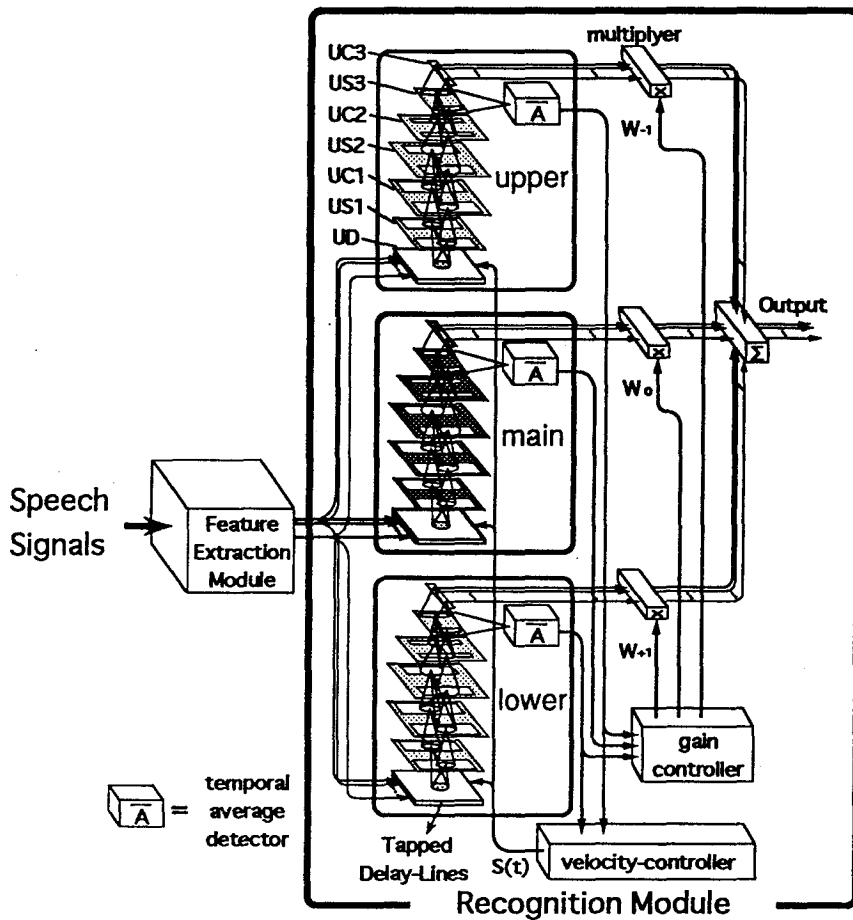 UC3
US3
UC2
US2
UC1
US1
UD
A
upper
multiplyer
×
W-1
A
main
×
W0
Σ
Output
Speech
Signals
Feature
Extraction
Module
A
lower
×
W+1
gain
controller
A = temporal
average
detector
Tapped
Delay-Lines
S(t)
velocity-controller
Recognition Module